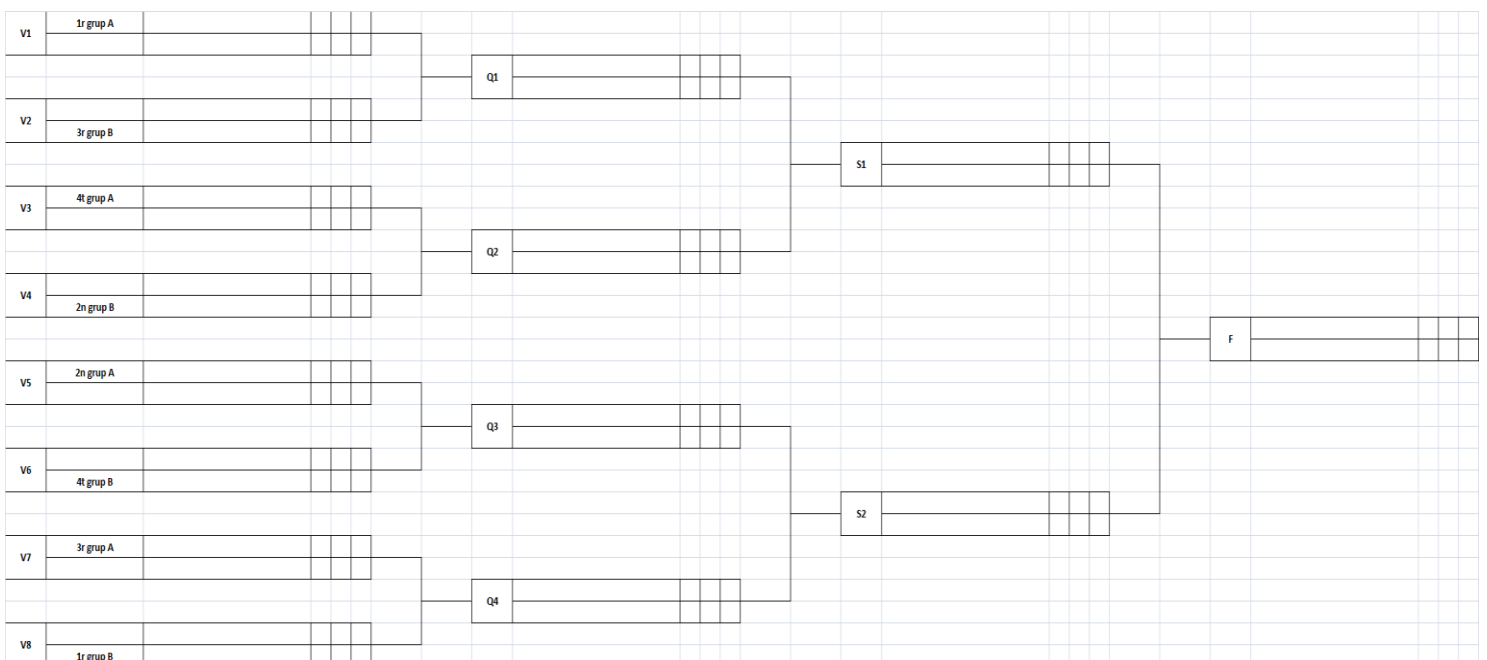 1r grup A
V1
Q1
V2
3r grup B
S1
4t grup A
V3
Q2
V4
2n grup B
F
2n grup A
V5
Q3
V6
4t grup B
S2
3r grup A
V7
Q4
V8
1r grup B